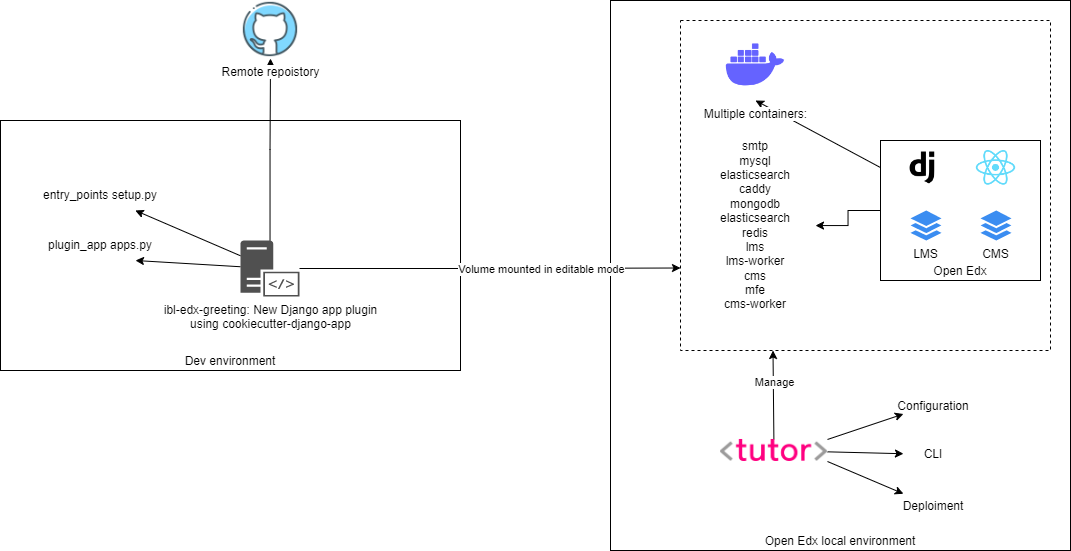 Remote repoistory
entry_points setup.py
plugin_app apps.py
</>
ibl-edx-greeting: New Django app plugin
using cookiecutter-django-app
Dev environment
Volume mounted in editable mode
Multiple containers:
smtp
mysql
elasticsearch
caddy
mongodb
elasticsearch
redis
lms
lms-worker
cms
mfe
cms-worker
dj
LMS
CMS
Open Edx
Manage
<tutor>
Configuration
CLI
Deploiment
Open Edx local environment